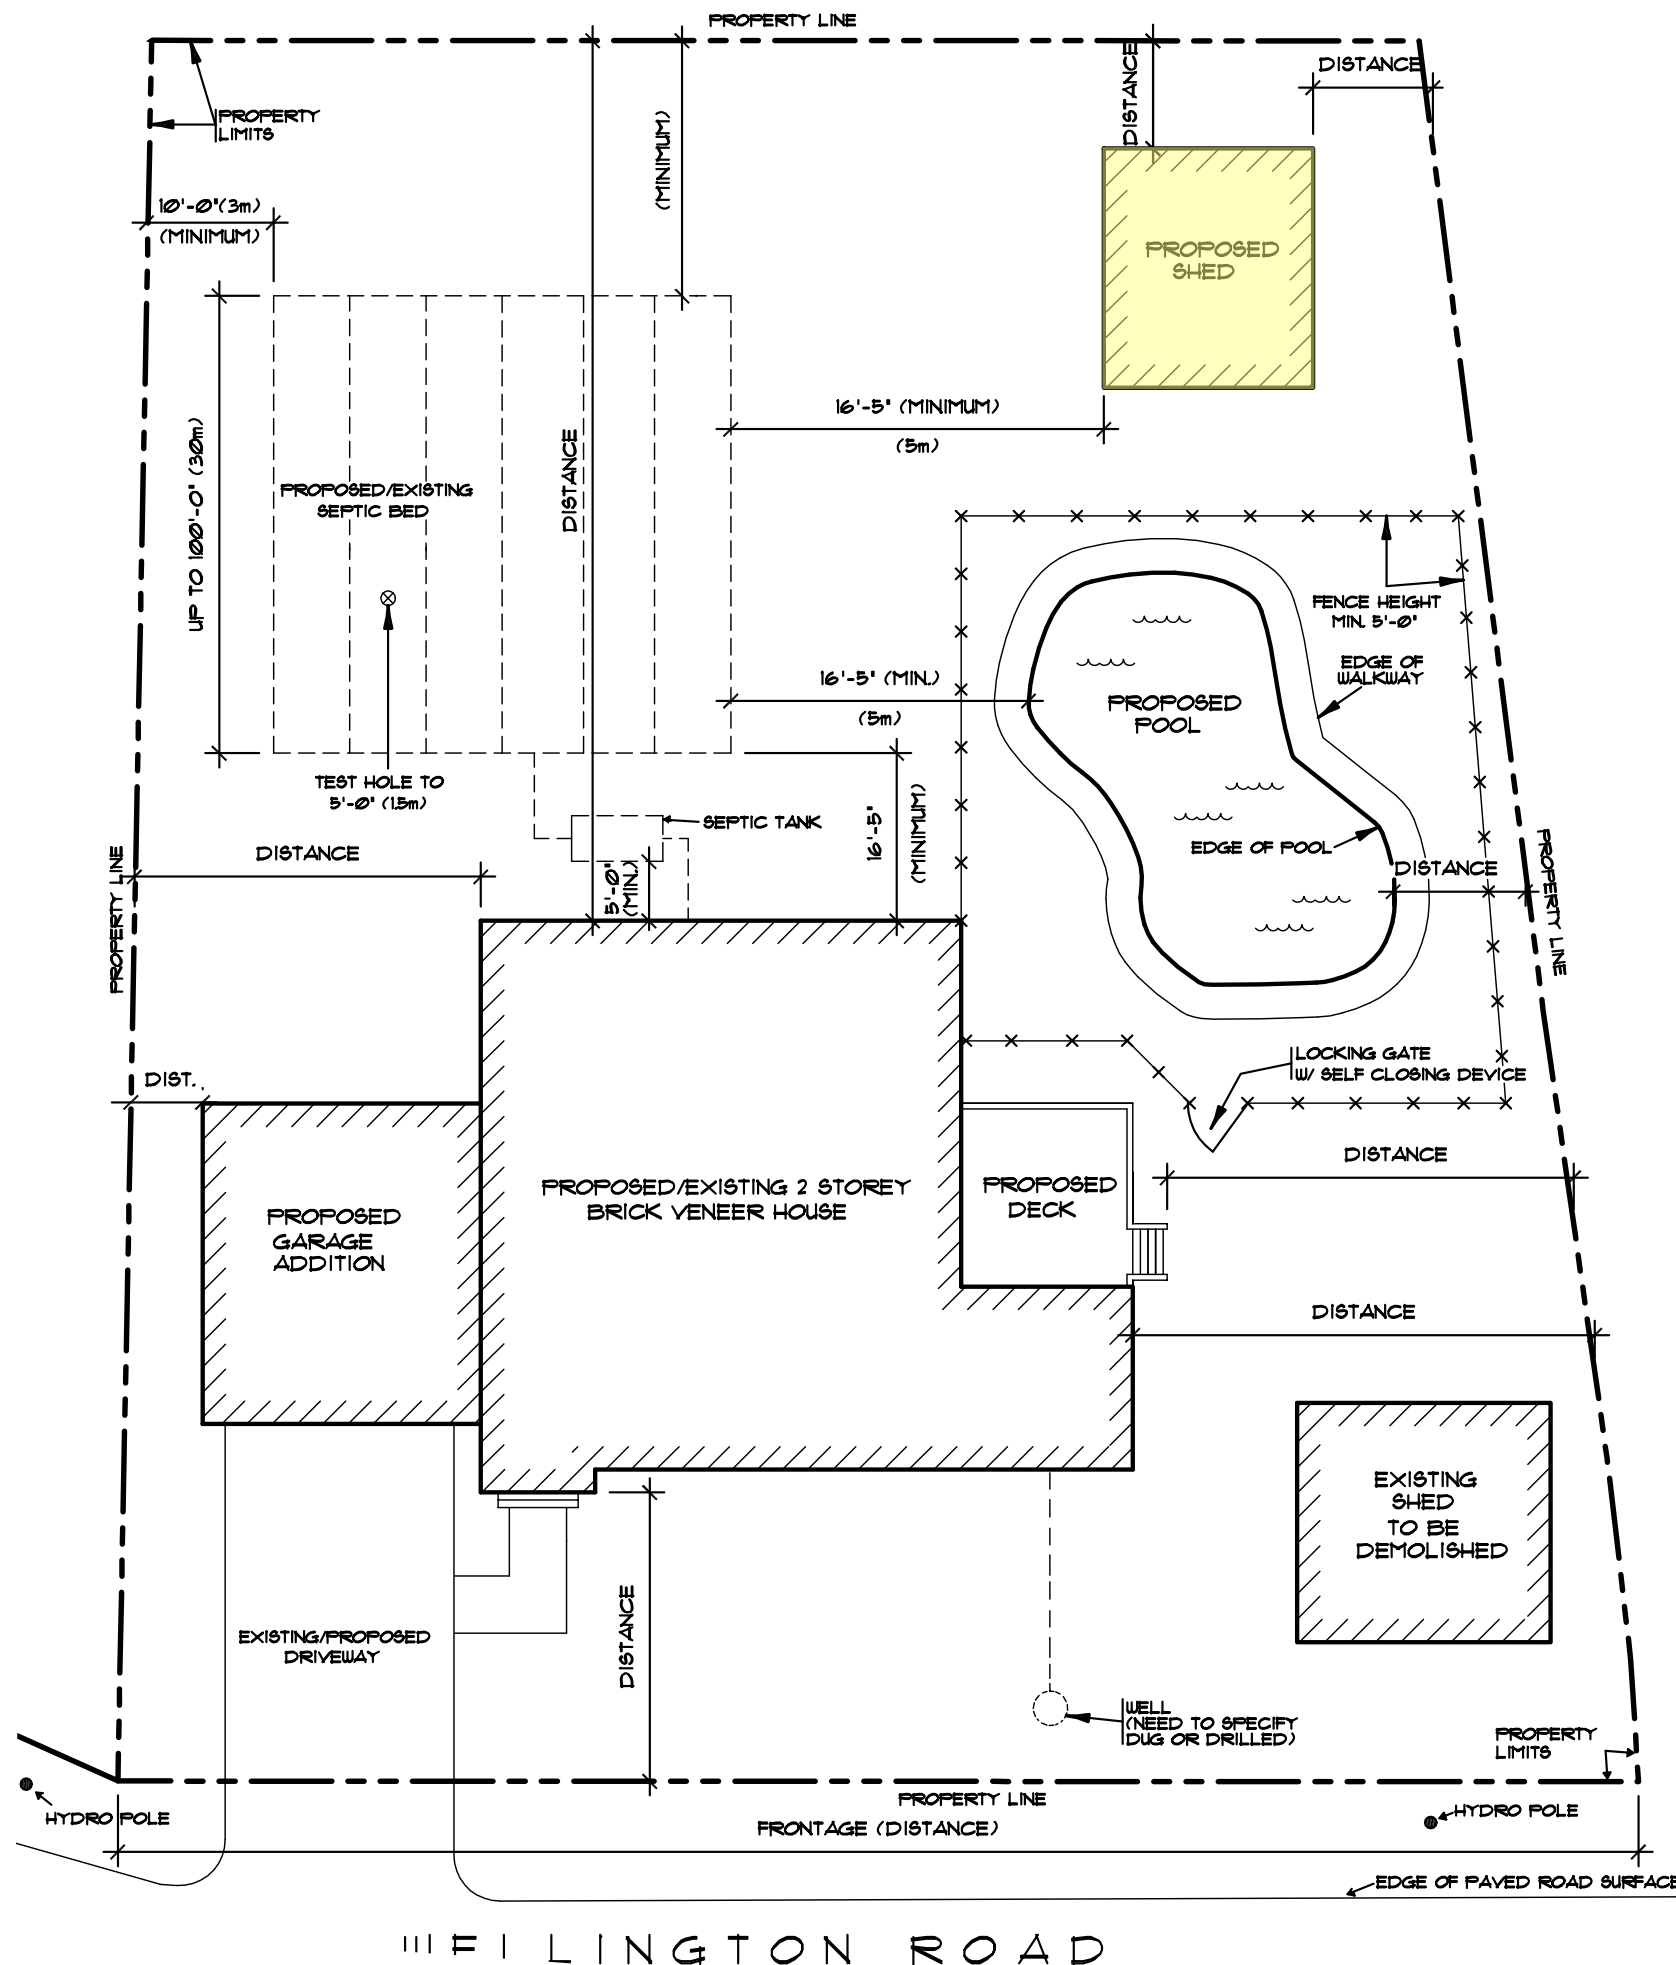 PROPERTY LINE
DISTANCE
DISTANCE
PROPERTY
LIMITS
(MINIMUM)
10'-0"(3m)
(MINIMUM)
PROPOSED
SHED
16'-5" (MINIMUM)
(5m)
UP TO 100'-0" (30m)
DISTANCE
PROPOSED/EXISTING
SEPTIC BED
FENCE HEIGHT
MIN. 5'-0"
EDGE OF
WALKWAY
16'-5" (MIN.)
(5m)
PROPOSED
POOL
TEST HOLE TO
5'-0" (1.5m)
SEPTIC TANK
16'-5"
(MINIMUM)
EDGE OF POOL
DISTANCE
DISTANCE
5'-0"
(MIN.)
PROPERTY LINE
PROPERTY LINE
LOCKING GATE
W/ SELF CLOSING DEVICE
DIST.
DISTANCE
PROPOSED/EXISTING 2 STOREY
BRICK VENEER HOUSE
PROPOSED
DECK
PROPOSED
GARAGE
ADDITION
DISTANCE
EXISTING
SHED
TO BE
DEMOLISHED
DISTANCE
EXISTING/PROPOSED
DRIVEWAY
WELL
(NEED TO SPECIFY
DUG OR DRILLED)
PROPERTY
LIMITS
PROPERTY LINE
HYDRO POLE
HYDRO POLE
FRONTAGE (DISTANCE)
EDGE OF PAVED ROAD SURFACE
ROAD